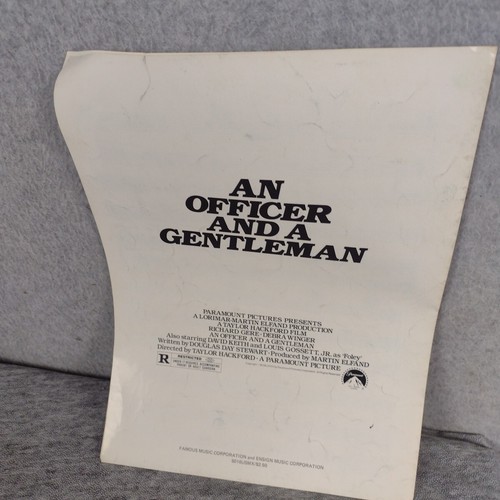 AN
OFFICER
AND A
GENTLEMAN
PARAMOUNT PICTURES PRESENTS
A LORIMAR-MARTIN ELFAND PRODUCTION
A TAYLOR HACKFORD FILM
RICHARD GERE · DEBRA WINGER
AN OFFICER AND A GENTLEMAN
Also starring DAVID KEITH and LOUIS GOSSETT, JR. as 'Foley'
Written by DOUGLAS DAY STEWART · Produced by MARTIN ELFAND
Directed by TAYLOR HACKFORD · A PARAMOUNT PICTURE
R RESTRICTED
Paramount
FAMOUS MUSIC CORPORATION and ENSIGN MUSIC CORPORATION